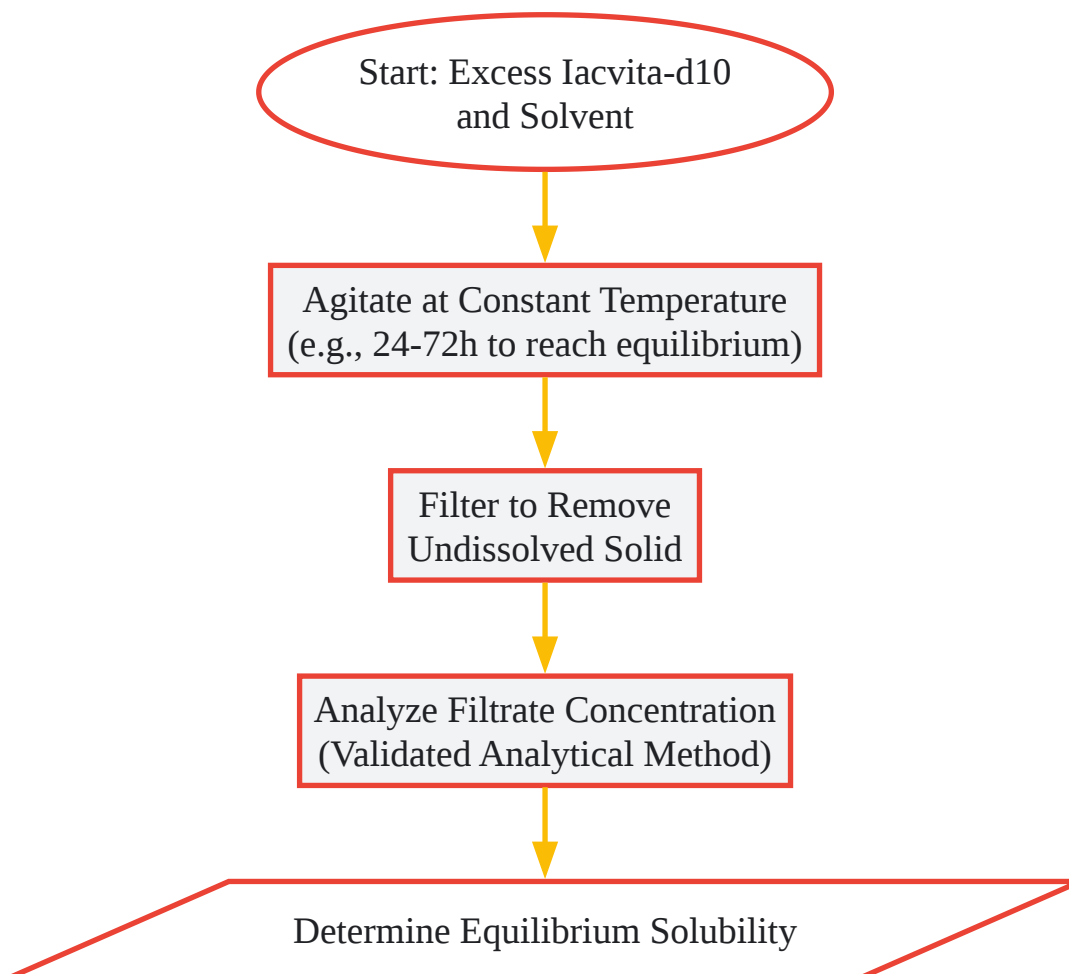 Start: Excess Iacvita-d10
and Solvent
Agitate at Constant Temperature
(e.g., 24-72h to reach equilibrium)
Filter to Remove
Undissolved Solid
Analyze Filtrate Concentration
(Validated Analytical Method)
Determine Equilibrium Solubility